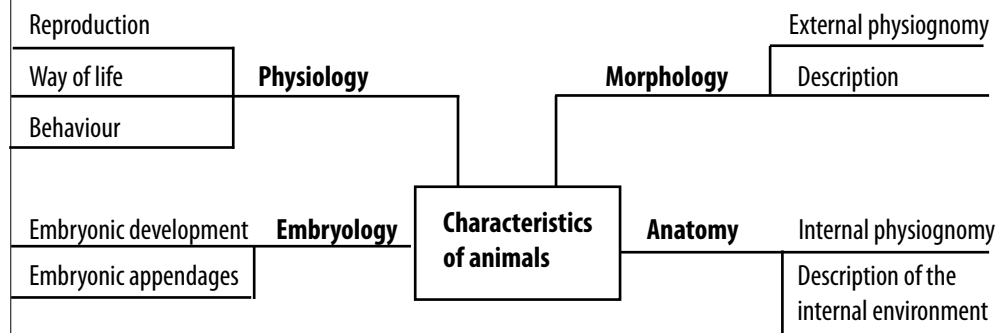 Reproduction
Way of life
Behaviour
Physiology
Morphology
External physiognomy
Description
Embryonic development
Embryonic appendages
Embryology
Characteristics
of animals
Anatomy
Internal physiognomy
Description of the
internal environment